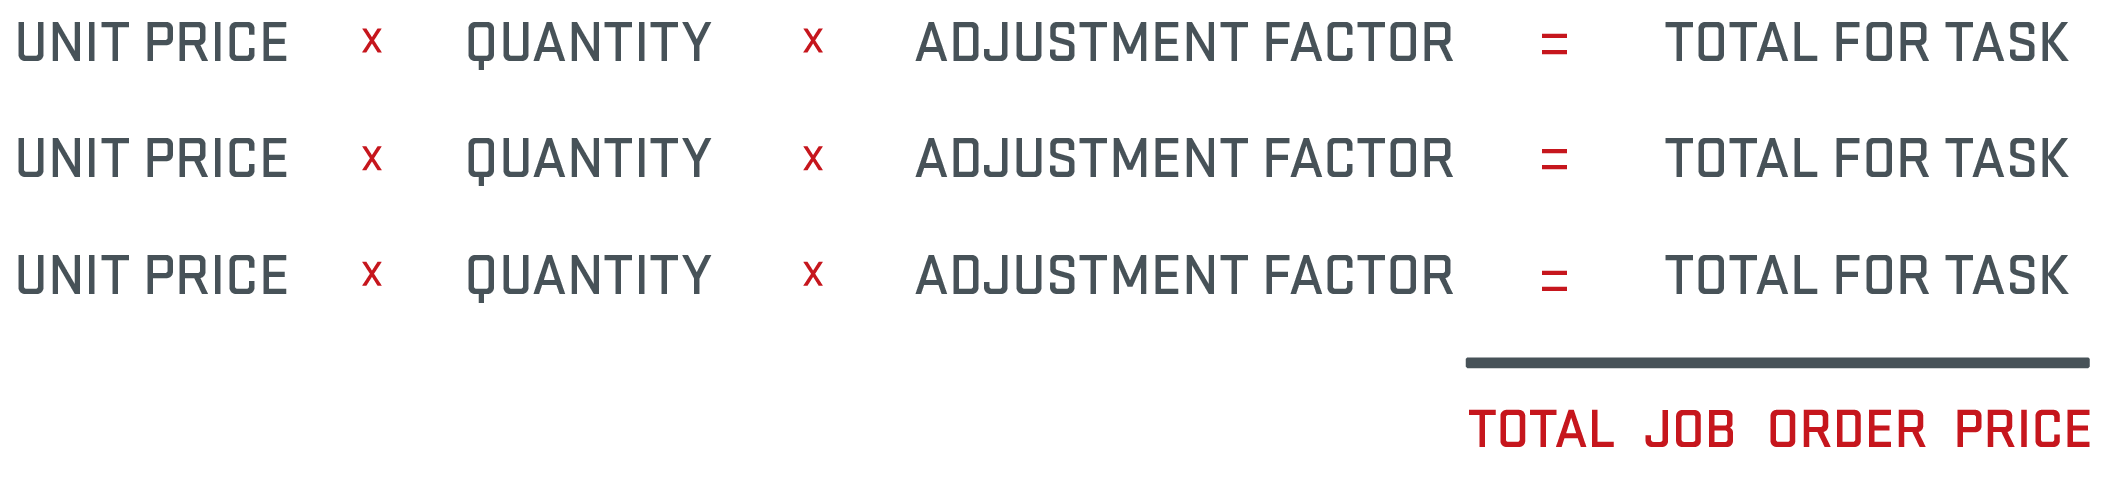 UNIT PRICE x QUANTITY x ADJUSTMENT FACTOR = TOTAL FOR TASK
UNIT PRICE x QUANTITY x ADJUSTMENT FACTOR = TOTAL FOR TASK
UNIT PRICE x QUANTITY x ADJUSTMENT FACTOR = TOTAL FOR TASK
TOTAL JOB ORDER PRICE